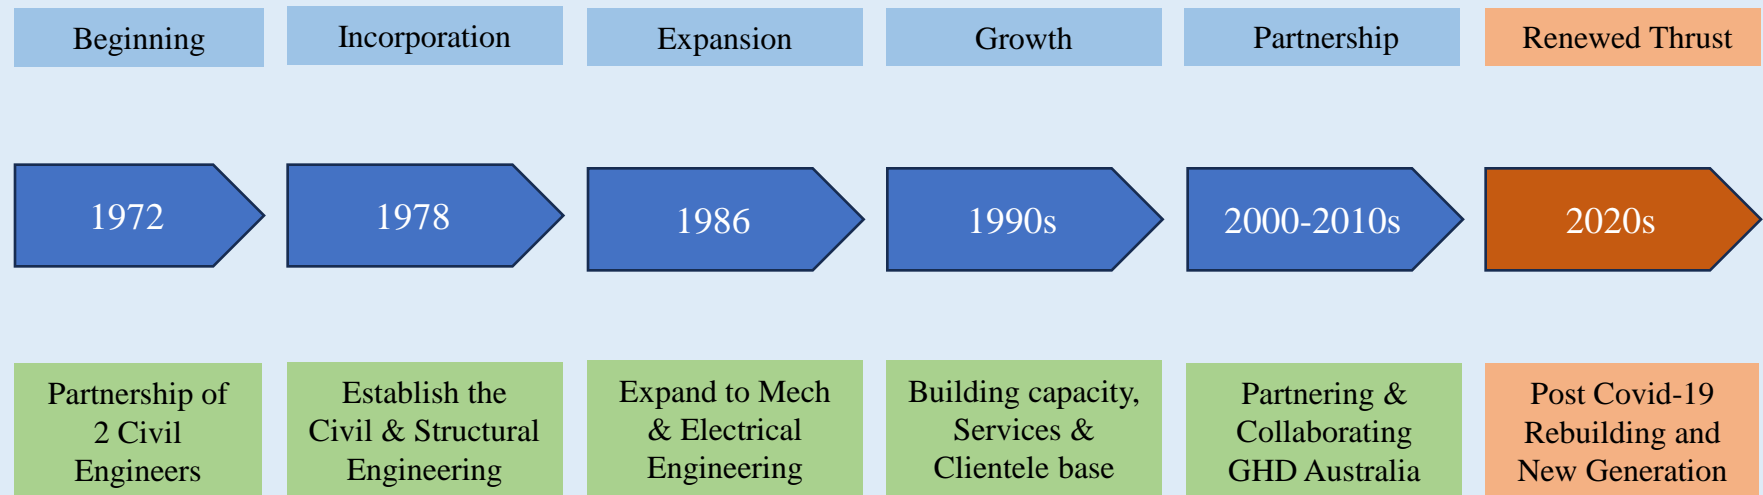 Beginning
Incorporation
Expansion
Growth
Partnership
Renewed Thrust
1972
1978
1986
1990s
2000-2010s
2020s
Partnership of
2 Civil
Engineers
Establish the
Civil & Structural
Engineering
Expand to Mech
& Electrical
Engineering
Building capacity,
Services &
Clientele base
Partnering &
Collaborating
GHD Australia
Post Covid-19
Rebuilding and
New Generation